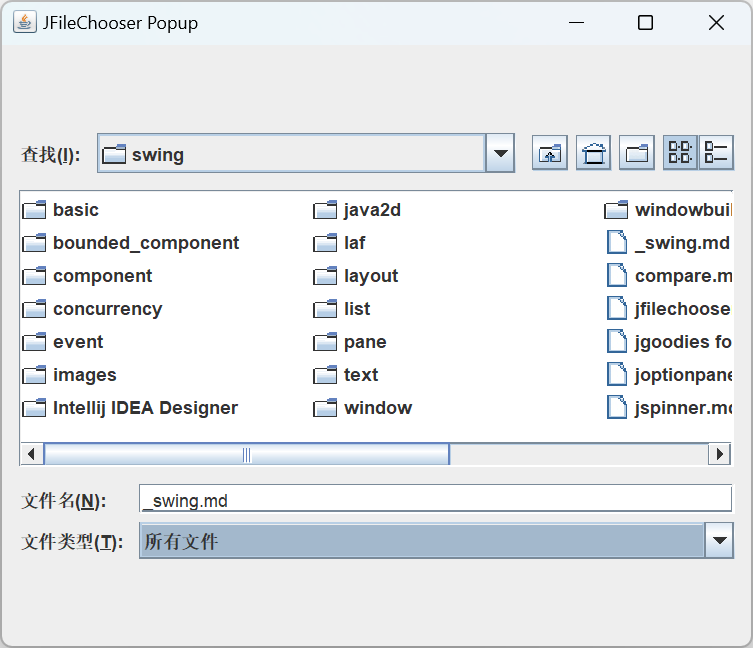 JFileChooser Popup
查找(I): swing
basic java2d windowbuil
bounded_component laf _swing.md
component layout compare.m
concurrency list jfilechoose
event pane jgoodies fo
images text joptionpane
Intellij IDEA Designer window jspinner.md
文件名(N): _swing.md
文件类型(T): 所有文件